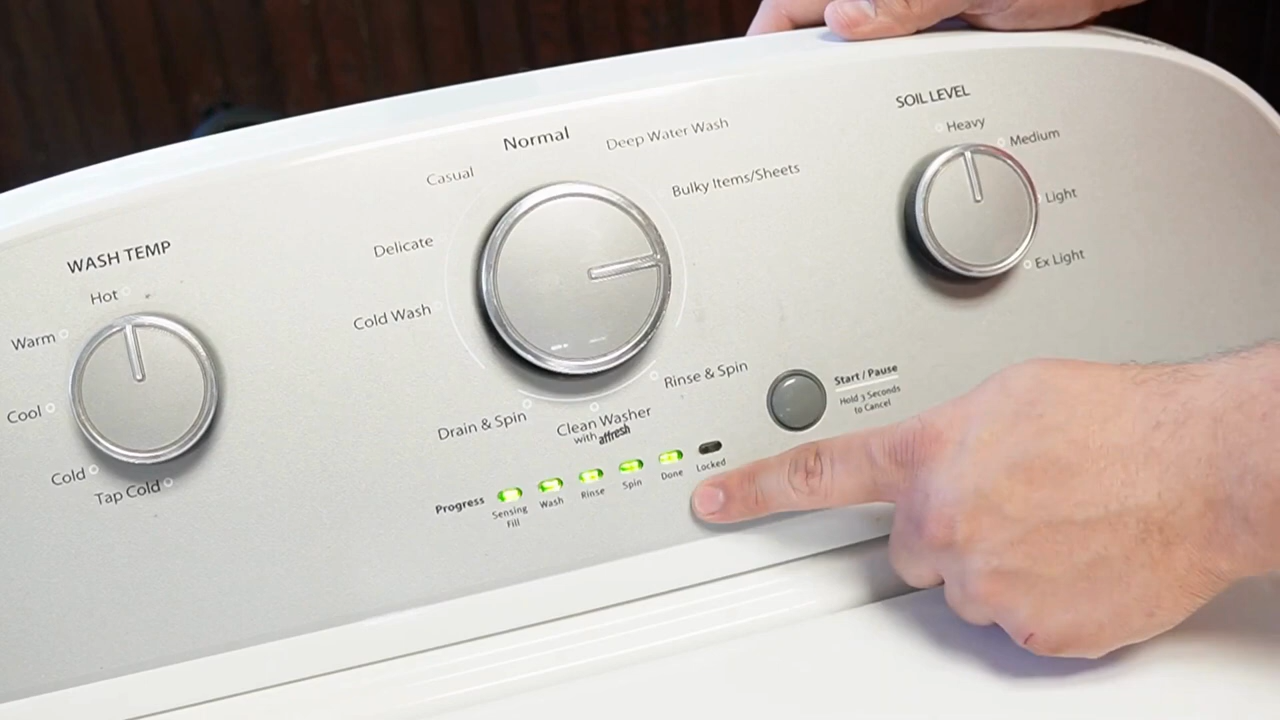 WASH TEMP
Hot
Warm
Cool
Cold
Tap Cold
Normal
Casual
Delicate
Cold Wash
Deep Water Wash
Bulky Items/Sheets
Rinse & Spin
Clean Washer
with affresh
Drain & Spin
SOIL LEVEL
Heavy
Medium
Light
Ex Light
Start / Pause
Hold 3 Seconds
to Cancel
Progress
Sensing
Fill
Wash
Rinse
Spin
Done
Locked